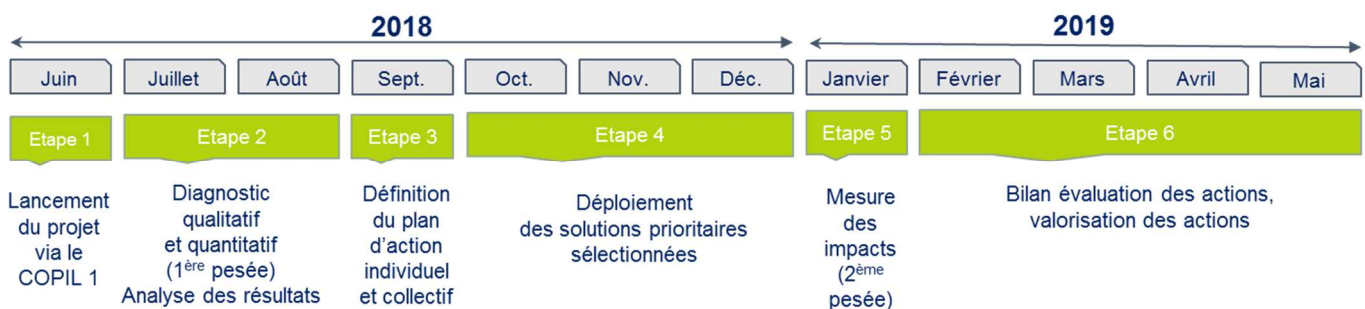 2018
2019
Juin
Juillet
Août
Sept.
Oct.
Nov.
Déc.
Janvier
Février
Mars
Avril
Mai
Etape 1
Etape 2
Etape 3
Etape 4
Etape 5
Etape 6
Lancement
du projet
via le
COPIL 1
Diagnostic
qualitatif
et quantitatif
(1ère pesée)
Analyse des résultats
Définition
du plan
d’action
individuel
et collectif
Déploiement
des solutions prioritaires
sélectionnées
Mesure
des
impacts
(2ème
pesée)
Bilan évaluation des actions,
valorisation des actions